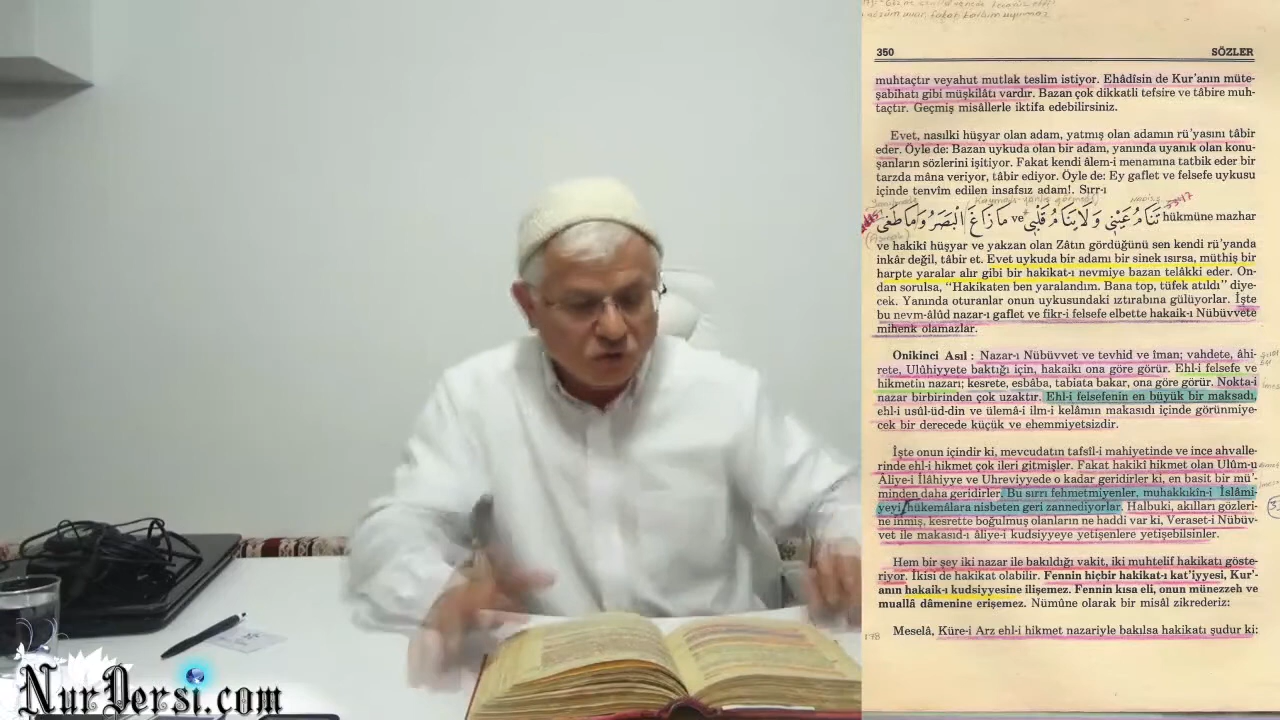 350 SÖZLER
muhtaçtır veyahut mutlak teslim istiyor. Ehâdîsin de Kur'anın müte-
şabihatı gibi müşkilâtı vardır. Bazan çok dikkatli tefsire ve tâbire muh-
taçtır. Geçmiş misâllerle iktifa edebilirsiniz.
Evet, nasılki hüşyar olan adam, yatmış olan adamın rü'yasını tâbir
eder. Öyle de: Bazan uykuda olan bir adam, yanında uyanık olan konu-
şanların sözlerini işitiyor. Fakat kendi âlem-i menamına tatbik eder bir
tarzda mâna veriyor, tâbir ediyor. Öyle de: Ey gaflet ve felsefe uykusu
içinde tenvîm edilen insafsız adam!. Sırr-ı
مَا زَاغَ الْبَصَرُ وَمَا طَغَى ve تَنَامُ عَيْنِى وَلَا يَنَامُ قَلْبِى hükmüne mazhar
ve hakikî hüşyar ve yakzan olan Zâtın gördüğünü sen kendi rü'yanda
inkâr değil, tâbir et. Evet uykuda bir adamı bir sinek ısırsa, müthiş bir
harpte yaralar alır gibi bir hakikat-ı nevmiye bazan telâkki eder. On-
dan sorulsa, "Hakikaten ben yaralandım. Bana top, tüfek atıldı" diye-
cek. Yanında oturanlar onun uykusundaki ıztırabına gülüyorlar. İşte
bu nevm-âlûd nazar-ı gaflet ve fikr-i felsefe elbette hakaik-ı Nübüvvete
mihenk olamazlar.
Onikinci Asıl : Nazar-ı Nübüvvet ve tevhid ve îman; vahdete, âhi-
rete, Ulûhiyyete baktığı için, hakaikı ona göre görür. Ehl-i felsefe ve
hikmetin nazarı; kesrete, esbâba, tabiata bakar, ona göre görür. Nokta-i
nazar birbirinden çok uzaktır. Ehl-i felsefenin en büyük bir maksadı,
ehl-i usûl-üd-din ve ülemâ-i ilm-i kelâmın makasıdı içinde görünmiye-
cek bir derecede küçük ve ehemmiyetsizdir.
İşte onun içindir ki, mevcudatın tafsîl-i mahiyetinde ve ince ahvalle-
rinde ehl-i hikmet çok ileri gitmişler. Fakat hakikî hikmet olan Ulûm-u
Âliye-i İlâhiyye ve Uhreviyyede o kadar geridirler ki, en basit bir mü'-
minden daha geridirler. Bu sırrı fehmetmiyenler, muhakkıkîn-i İslâmi-
yeyi, hükemâlara nisbeten geri zannediyorlar. Halbuki, akılları gözleri-
ne inmiş, kesrette boğulmuş olanların ne haddi var ki, Veraset-i Nübüv-
vet ile makasıd-ı âliye-i kudsiyyeye yetişenlere yetişebilsinler.
Hem bir şey iki nazar ile bakıldığı vakit, iki muhtelif hakikatı göste-
riyor. İkisi de hakikat olabilir. Fennin hiçbir hakikat-ı kat'iyyesi, Kur'-
anın hakaik-ı kudsiyyesine ilişemez. Fennin kısa eli, onun münezzeh ve
muallâ dâmenine erişemez. Nümûne olarak bir misâl zikrederiz:
Meselâ, Küre-i Arz ehl-i hikmet nazariyle bakılsa hakikatı şudur ki:
NurDersi.com